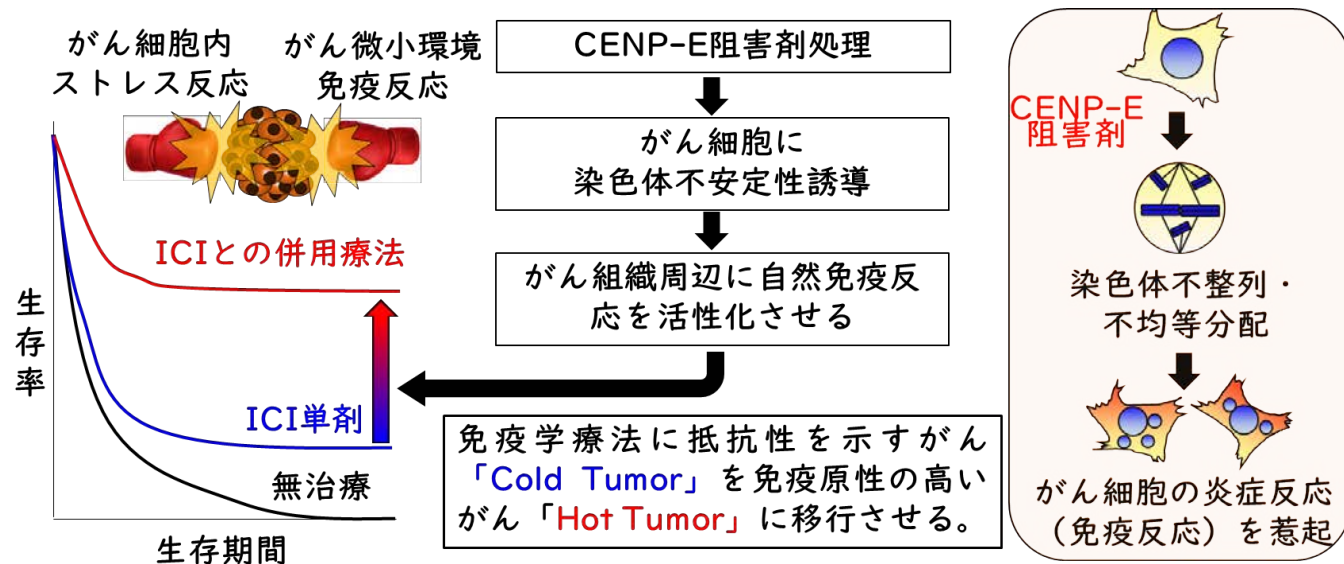 がん細胞内
ストレス反応
がん微小環境
免疫反応
ICIとの併用療法
ICI単剤
無治療
生存率
生存期間
CENP-E阻害剤処理
がん細胞に
染色体不安定性誘導
がん組織周辺に自然免疫反
応を活性化させる
免疫学療法に抵抗性を示すがん
「Cold Tumor」を免疫原性の高い
がん「Hot Tumor」に移行させる。
CENP-E
阻害剤
染色体不整列・
不均等分配
がん細胞の炎症反応
（免疫反応）を惹起